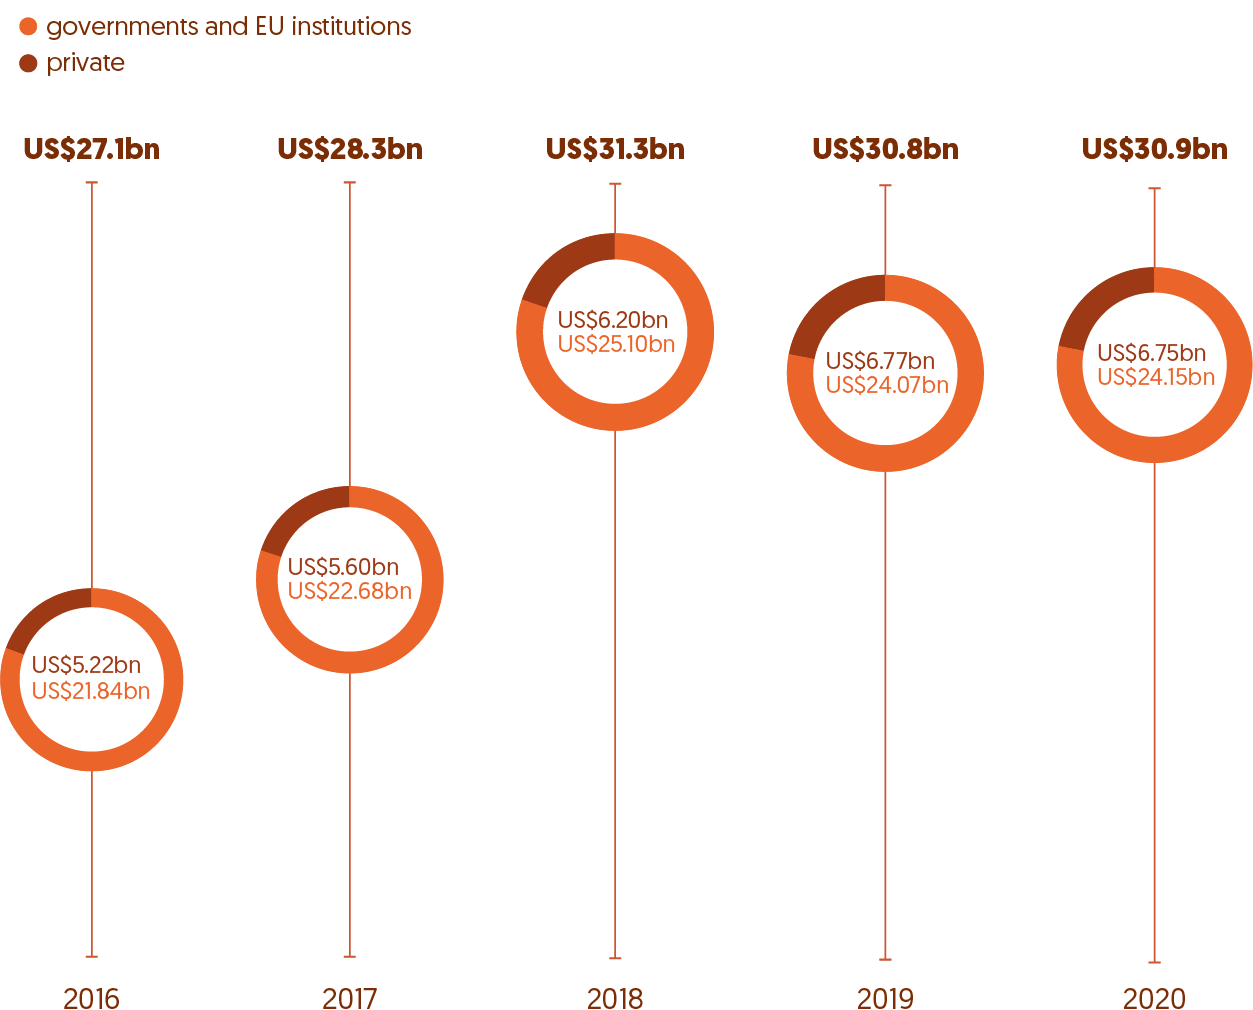 governments and EU institutions
private
US$27.1bn
US$28.3bn
US$31.3bn
US$30.8bn
US$30.9bn
US$5.22bn
US$21.84bn
US$5.60bn
US$22.68bn
US$6.20bn
US$25.10bn
US$6.77bn
US$24.07bn
US$6.75bn
US$24.15bn
2016
2017
2018
2019
2020